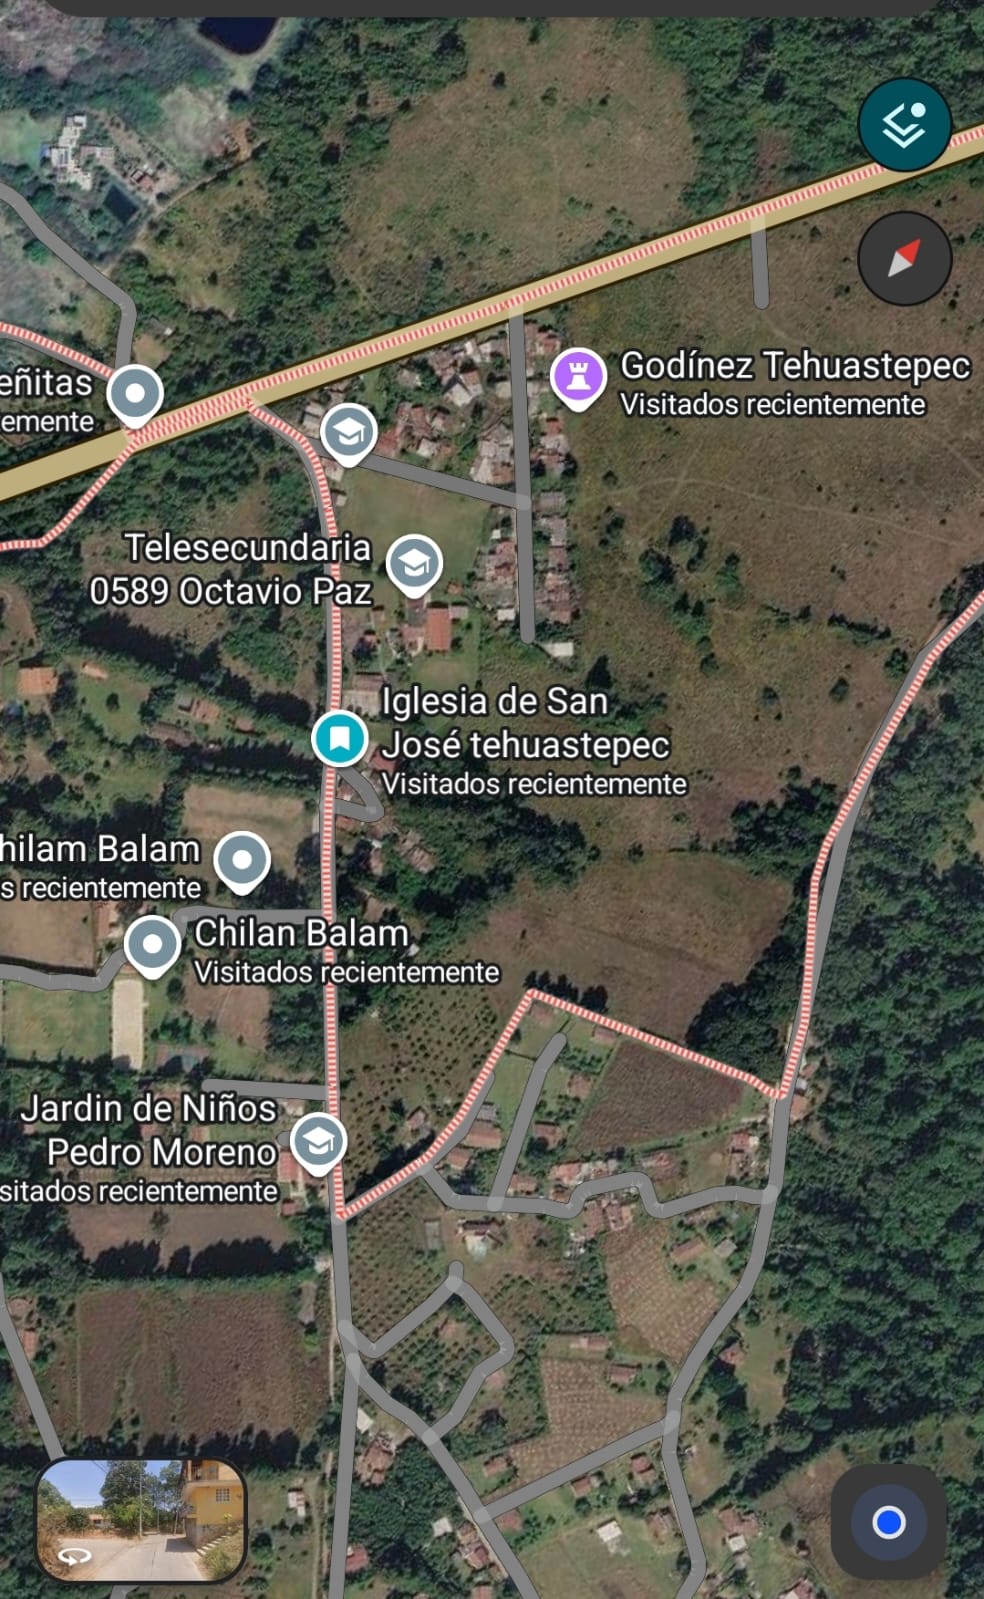 Godínez Tehuastepec
Visitados recientemente
eñitas
emente
Telesecundaria
0589 Octavio Paz
Iglesia de San
José tehuastepec
Visitados recientemente
hilam Balam
s recientemente
Chilan Balam
Visitados recientemente
Jardin de Niños
Pedro Moreno
sitados recientemente